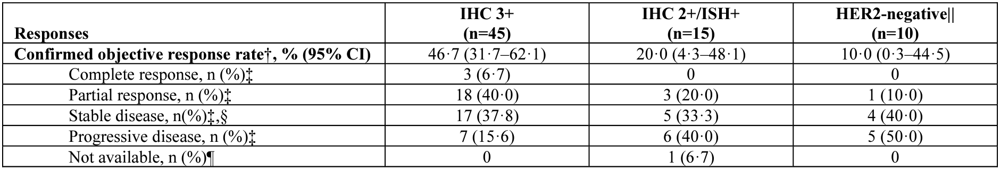 Responses IHC 3+ (n=45) IHC 2+/ISH+ (n=15) HER2-negative|| (n=10)
Confirmed objective response rate†, % (95% CI) 46·7 (31·7–62·1) 20·0 (4·3–48·1) 10·0 (0·3–44·5)
Complete response, n (%)‡ 3 (6·7) 0 0
Partial response, n (%)‡ 18 (40·0) 3 (20·0) 1 (10·0)
Stable disease, n(%)‡,§ 17 (37·8) 5 (33·3) 4 (40·0)
Progressive disease, n (%)‡ 7 (15·6) 6 (40·0) 5 (50·0)
Not available, n (%)¶ 0 1 (6·7) 0